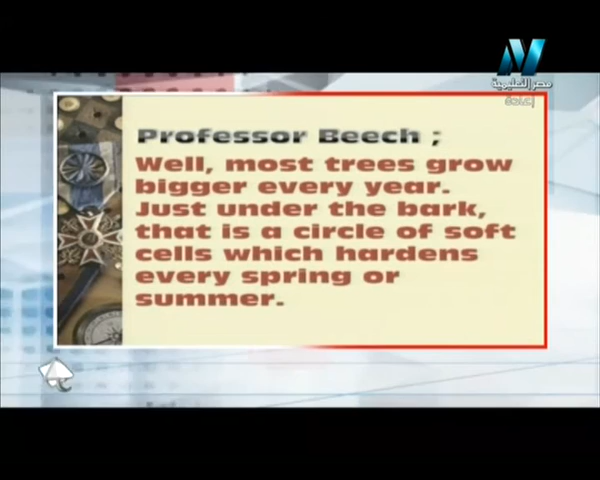 مصر التعليمية
إعادة
Professor Beech ;
Well, most trees grow
bigger every year.
Just under the bark,
that is a circle of soft
cells which hardens
every spring or
summer.